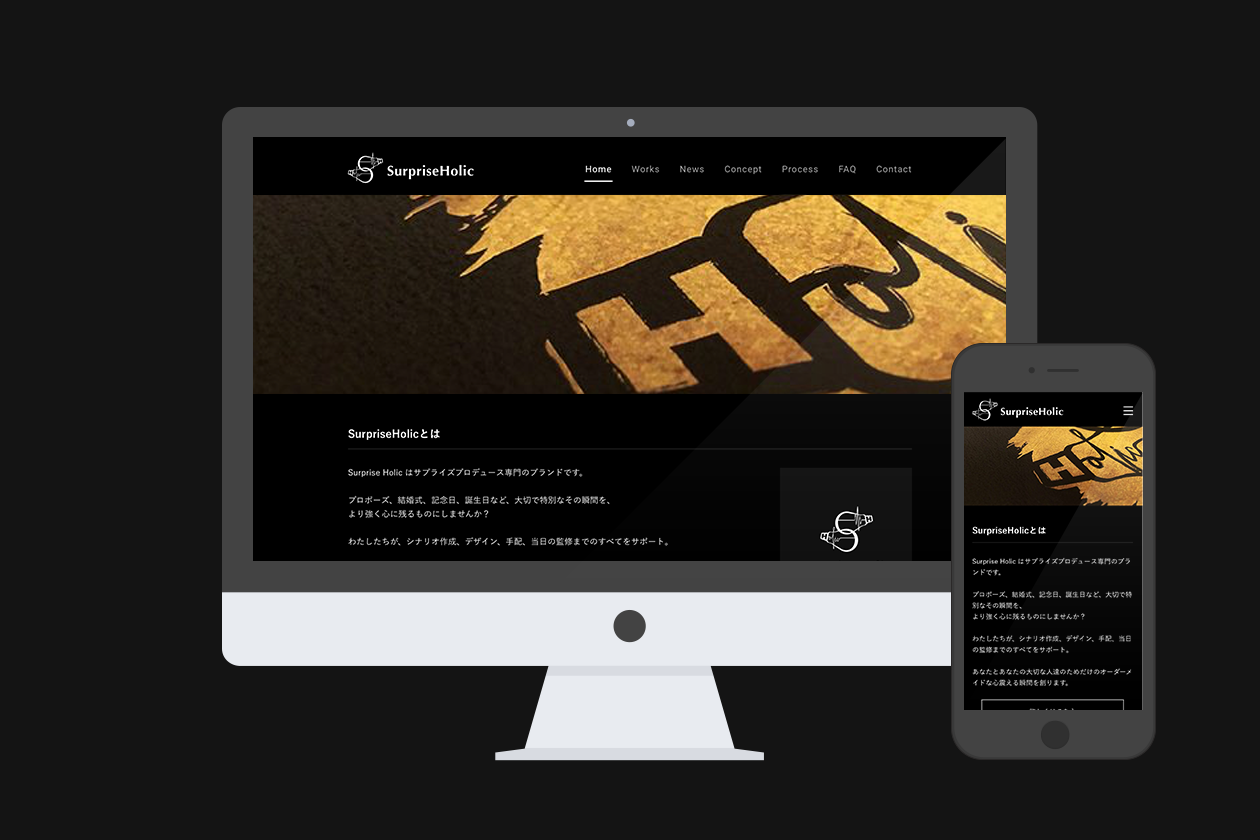 SurpriseHolic
Home Works News Concept Process FAQ Contact
SurpriseHolicとは
Surprise Holic はサプライズプロデュース専門のブランドです。
プロポーズ、結婚式、記念日、誕生日など、大切で特別なその瞬間を、
より強く心に残るものにしませんか？
わたしたちが、シナリオ作成、デザイン、手配、当日の監修までのすべてをサポート。
SurpriseHolic
SurpriseHolicとは
Surprise Holic はサプライズプロデュース専門のブラ
ンドです。
プロポーズ、結婚式、記念日、誕生日など、大切で特
別なその瞬間を、
より強く心に残るものにしませんか？
わたしたちが、シナリオ作成、デザイン、手配、当日
の監修までのすべてをサポート。
あなたとあなたの大切な人達のためだけのオーダーメ
イドな心震える瞬間を創ります。